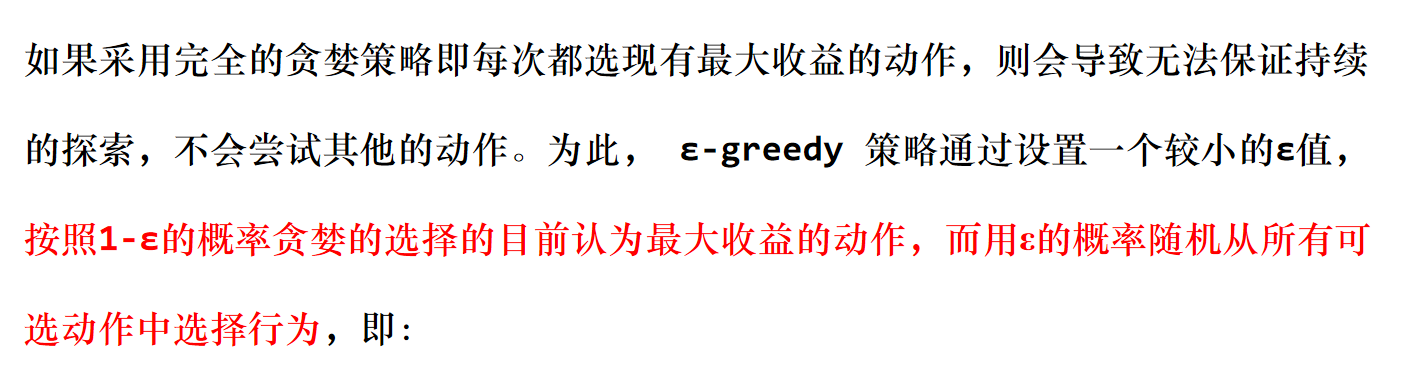 如果采用完全的贪婪策略即每次都选现有最大收益的动作，则会导致无法保证持续
的探索，不会尝试其他的动作。为此， ε-greedy 策略通过设置一个较小的ε值，
按照1-ε的概率贪婪的选择的目前认为最大收益的动作，而用ε的概率随机从所有可
选动作中选择行为，即：